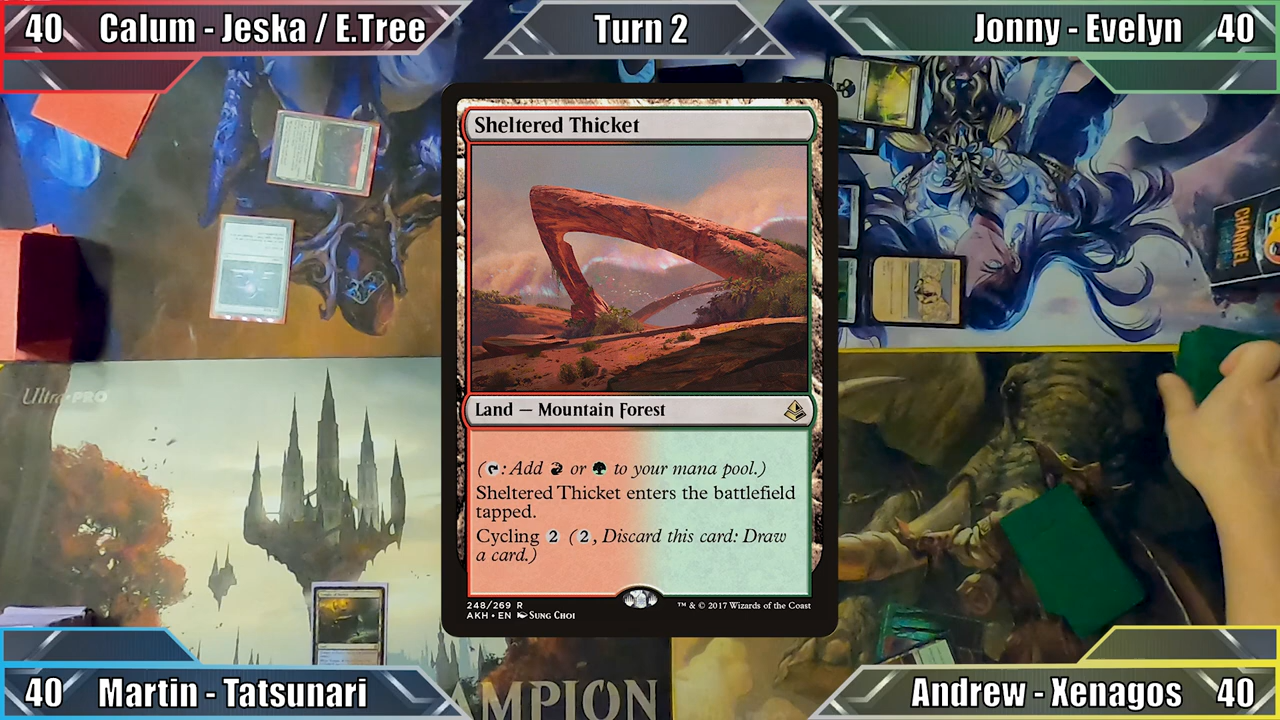 40 Calum - Jeska / E.Tree
Turn 2
Jonny - Evelyn 40
Sheltered Thicket
Land — Mountain Forest
( : Add or to your mana pool.)
Sheltered Thicket enters the battlefield
tapped.
Cycling 2 ( 2 , Discard this card: Draw
a card.)
248/269 R
AKH • EN Sung Choi
™ & © 2017 Wizards of the Coast
Ultra•PRO
CHANNEL
40 Martin - Tatsunari
AMPION
Andrew - Xenagos 40